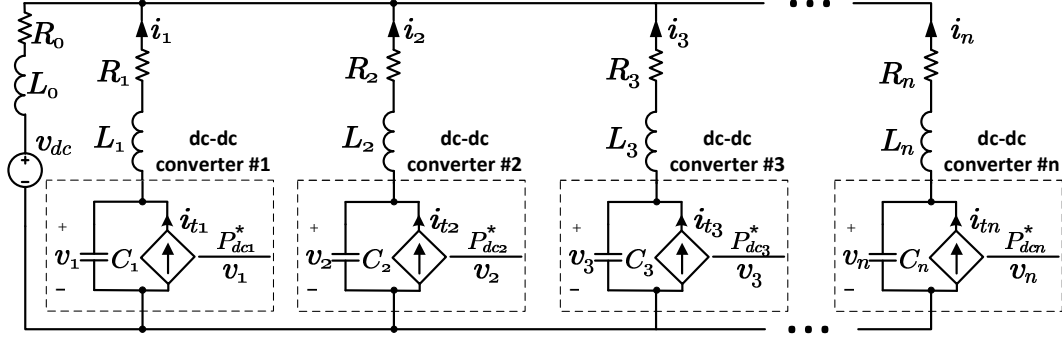 R₀
L₀
v_dc
+
−
i₁
R₁
L₁
dc-dc
converter #1
+
v₁
−
C₁
i_t1
P*_dc1
v₁
i₂
R₂
L₂
dc-dc
converter #2
+
v₂
−
C₂
i_t2
P*_dc2
v₂
i₃
R₃
L₃
dc-dc
converter #3
+
v₃
−
C₃
i_t3
P*_dc3
v₃
iₙ
Rₙ
Lₙ
dc-dc
converter #n
+
vₙ
−
Cₙ
i_tn
P*_dcn
vₙ